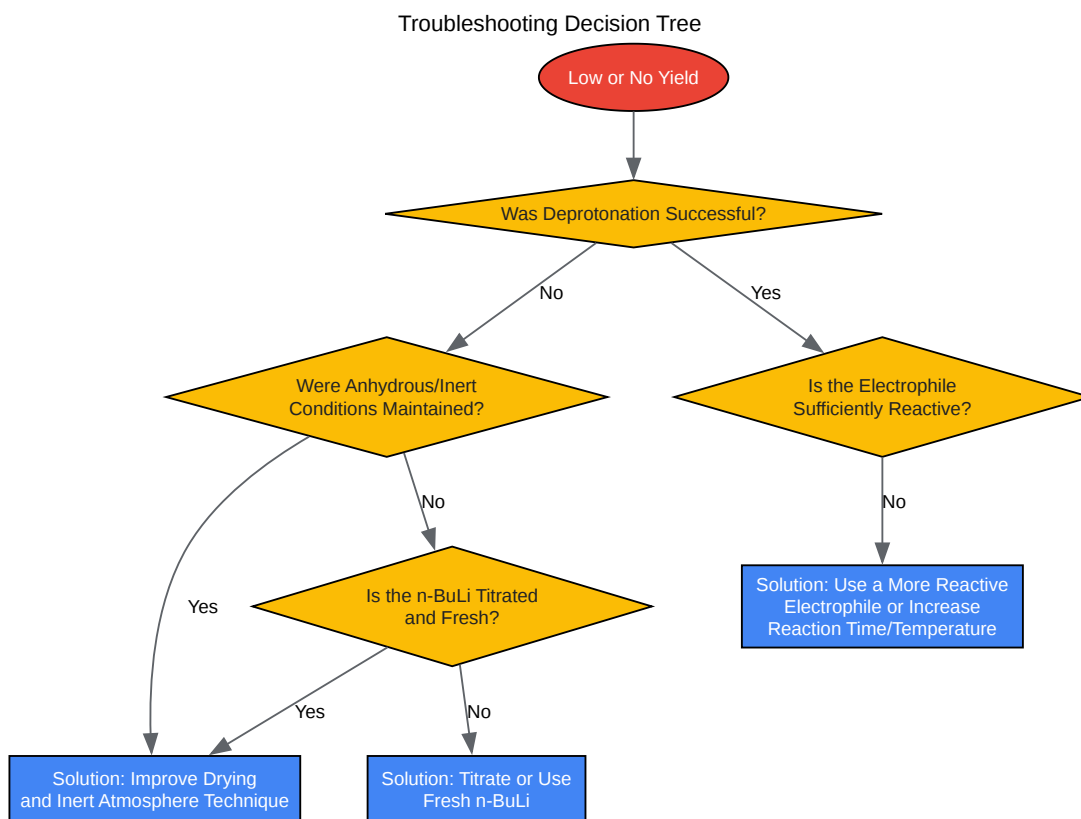 Troubleshooting Decision Tree
Low or No Yield
Was Deprotonation Successful?
No
Yes
Were Anhydrous/Inert
Conditions Maintained?
Is the Electrophile
Sufficiently Reactive?
No
No
Is the n-BuLi Titrated
and Fresh?
Yes
Solution: Use a More Reactive
Electrophile or Increase
Reaction Time/Temperature
Yes
No
Solution: Improve Drying
and Inert Atmosphere Technique
Solution: Titrate or Use
Fresh n-BuLi